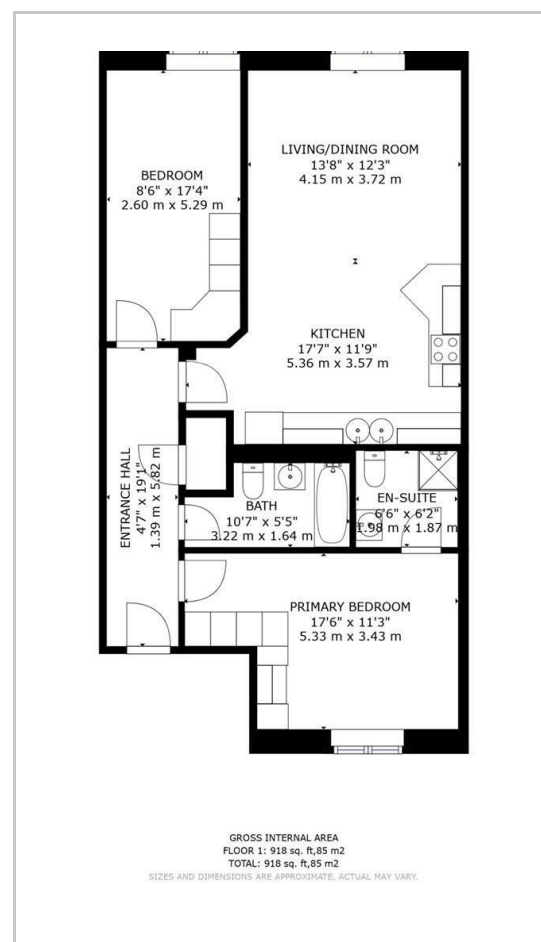 LIVING/DINING ROOM
13'8" x 12'3"
4.15 m x 3.72 m
BEDROOM
8'6" x 17'4"
2.60 m x 5.29 m
KITCHEN
17'7" x 11'9"
5.36 m x 3.57 m
ENTRANCE HALL
4'7" x 19'1"
1.39 m x 5.82 m
BATH
10'7" x 5'5"
3.22 m x 1.64 m
EN-SUITE
6'6" x 6'2"
1.98 m x 1.87 m
PRIMARY BEDROOM
17'6" x 11'3"
5.33 m x 3.43 m
GROSS INTERNAL AREA
FLOOR 1: 918 sq. ft,85 m2
TOTAL: 918 sq. ft,85 m2
SIZES AND DIMENSIONS ARE APPROXIMATE, ACTUAL MAY VARY.